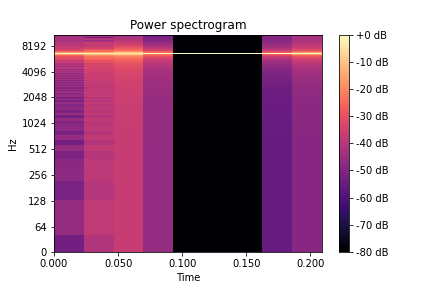 Power spectrogram
Hz
8192
4096
2048
1024
512
256
128
64
0
0.000
0.050
0.100
0.150
0.200
Time
+0 dB
-10 dB
-20 dB
-30 dB
-40 dB
-50 dB
-60 dB
-70 dB
-80 dB